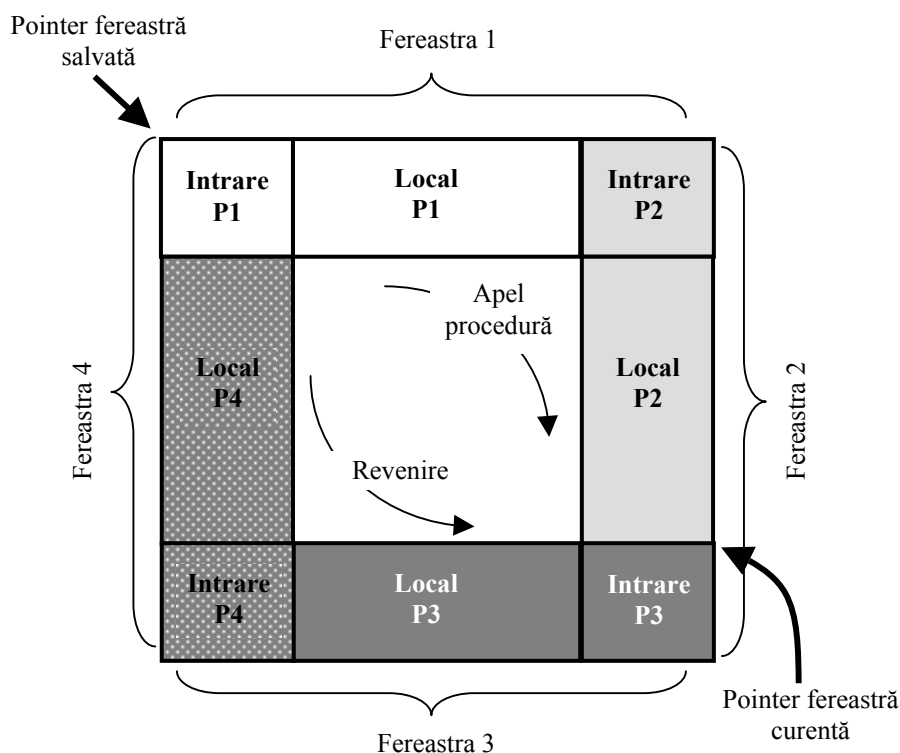 Pointer fereastră
salvată
Fereastra 1
Intrare
P1
Local
P1
Intrare
P2
Apel
procedură
Local
P4
Local
P2
Fereastra 4
Fereastra 2
Revenire
Intrare
P4
Local
P3
Intrare
P3
Pointer fereastră
curentă
Fereastra 3